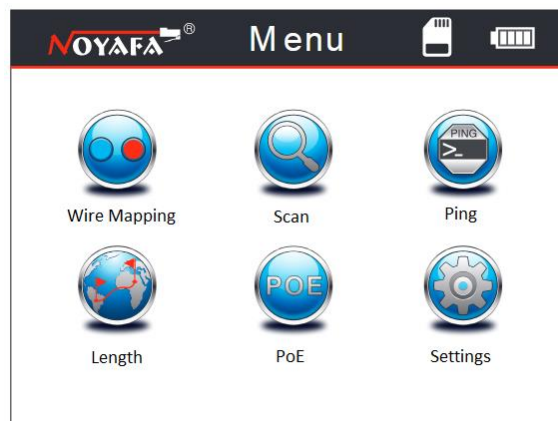 NOYAFA® Menu
Wire Mapping Scan Ping
PING
>_
POE
Length PoE Settings